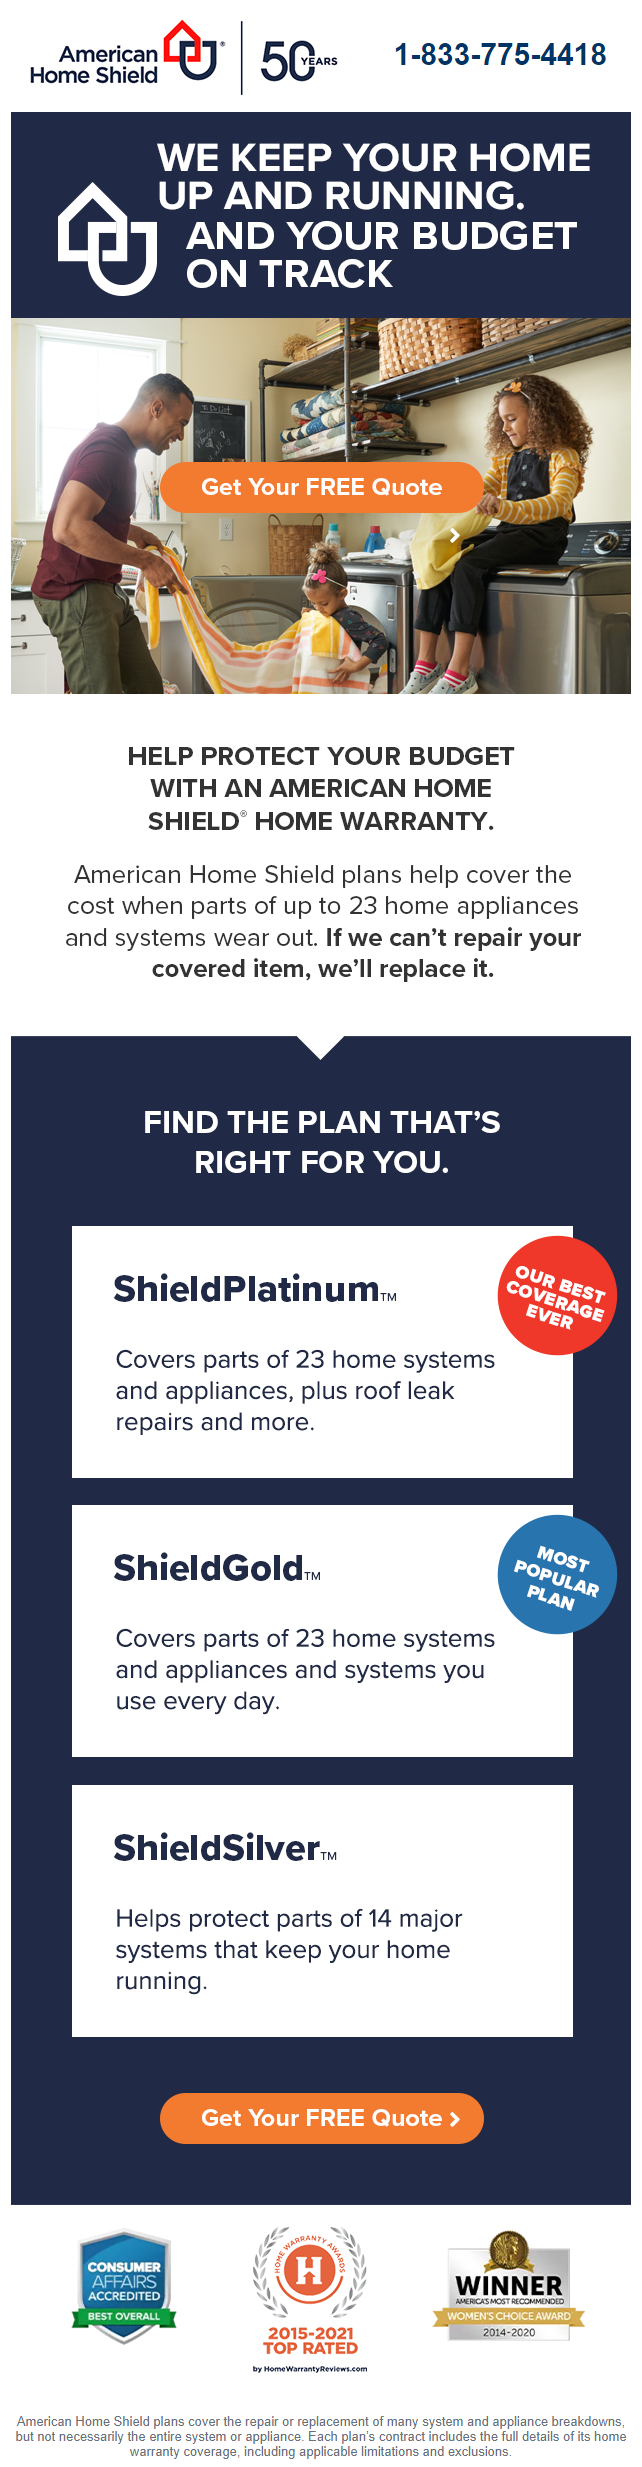 American
Home Shield®
50 YEARS
1-833-775-4418
WE KEEP YOUR HOME
UP AND RUNNING.
AND YOUR BUDGET
ON TRACK
To Do List
Get Your FREE Quote
HELP PROTECT YOUR BUDGET
WITH AN AMERICAN HOME
SHIELD® HOME WARRANTY.
American Home Shield plans help cover the
cost when parts of up to 23 home appliances
and systems wear out. If we can’t repair your
covered item, we’ll replace it.
FIND THE PLAN THAT’S
RIGHT FOR YOU.
ShieldPlatinum™
OUR BEST
COVERAGE
EVER
Covers parts of 23 home systems
and appliances, plus roof leak
repairs and more.
ShieldGold™
MOST
POPULAR
PLAN
Covers parts of 23 home systems
and appliances and systems you
use every day.
ShieldSilver™
Helps protect parts of 14 major
systems that keep your home
running.
Get Your FREE Quote
CONSUMER
AFFAIRS
ACCREDITED
BEST OVERALL
HOME WARRANTY AWARDS
H
2015-2021
TOP RATED
by HomeWarrantyReviews.com
WINNER
AMERICA'S MOST RECOMMENDED
WOMEN'S CHOICE AWARD
2014-2020
American Home Shield plans cover the repair or replacement of many system and appliance breakdowns,
but not necessarily the entire system or appliance. Each plan’s contract includes the full details of its home
warranty coverage, including applicable limitations and exclusions.